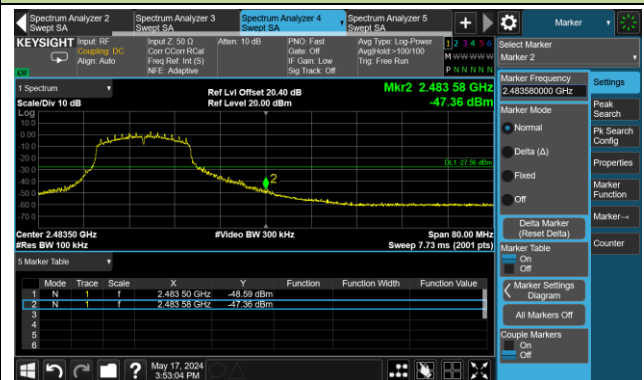 Spectrum Analyzer 2
Swept SA
Spectrum Analyzer 3
Swept SA
Spectrum Analyzer 4
Swept SA
Spectrum Analyzer 5
Swept SA
+
Marker
KEYSIGHT
Input: RF
Coupling: DC
Align: Auto
Input Z: 50 Ω
Corr CCorr RCal
Freq Ref: Int (S)
NFE: Adaptive
Atten: 10 dB
PNO: Fast
Gate: Off
IF Gain: Low
Sig Track: Off
Avg Type: Log-Power
Avg|Hold:>100/100
Trig: Free Run
1 2 3 4 5 6
M W W W W W
P N N N N N
Select Marker
Marker 2
LXI
1 Spectrum
Scale/Div 10 dB
Ref Lvl Offset 20.40 dB
Ref Level 20.00 dBm
Mkr2 2.483 58 GHz
-47.36 dBm
Log
10.0
0.00
-10.0
-20.0
-30.0
-40.0
-50.0
-60.0
-70.0
DL1 -27.56 dBm
2
Center 2.48350 GHz
#Res BW 100 kHz
#Video BW 300 kHz
Span 80.00 MHz
Sweep 7.73 ms (2001 pts)
5 Marker Table
Mode Trace Scale X Y Function Function Width Function Value
1 N 1 f 2.483 50 GHz -48.59 dBm
2 N 1 f 2.483 58 GHz -47.36 dBm
3
4
5
6
Marker Frequency
2.483580000 GHz
Marker Mode
Normal
Delta (Δ)
Fixed
Off
Delta Marker
(Reset Delta)
Marker Table
On
Off
Marker Settings
Diagram
All Markers Off
Couple Markers
On
Off
Settings
Peak
Search
Pk Search
Config
Properties
Marker
Function
Marker→
Counter
?
May 17, 2024
3:53:04 PM